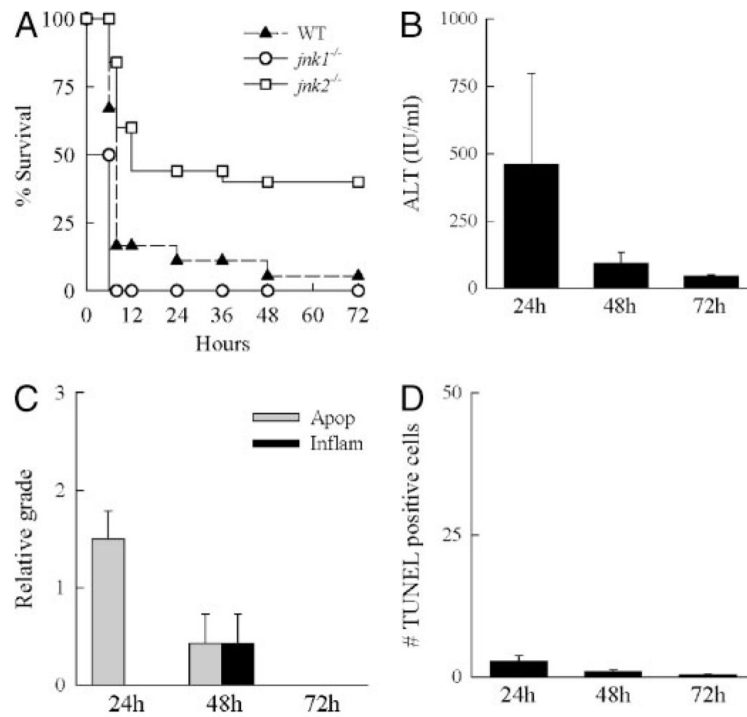 A
WT
jnk1-/-
jnk2-/-
% Survival
100
75
50
25
0
0 12 24 36 48 60 72
Hours
B
ALT (IU/ml)
1000
750
500
250
0
24h 48h 72h
C
Apop
Inflam
Relative grade
3
2
1
0
24h 48h 72h
D
# TUNEL positive cells
50
25
0
24h 48h 72h